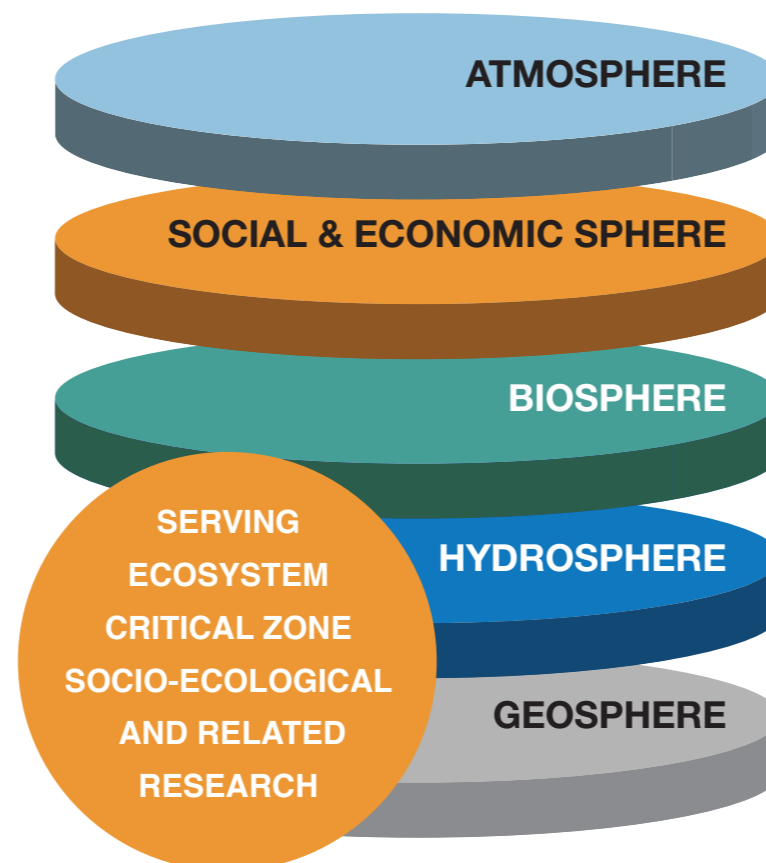 ATMOSPHERE
SOCIAL & ECONOMIC SPHERE
BIOSPHERE
HYDROSPHERE
GEOSPHERE
SERVING
ECOSYSTEM
CRITICAL ZONE
SOCIO-ECOLOGICAL
AND RELATED
RESEARCH